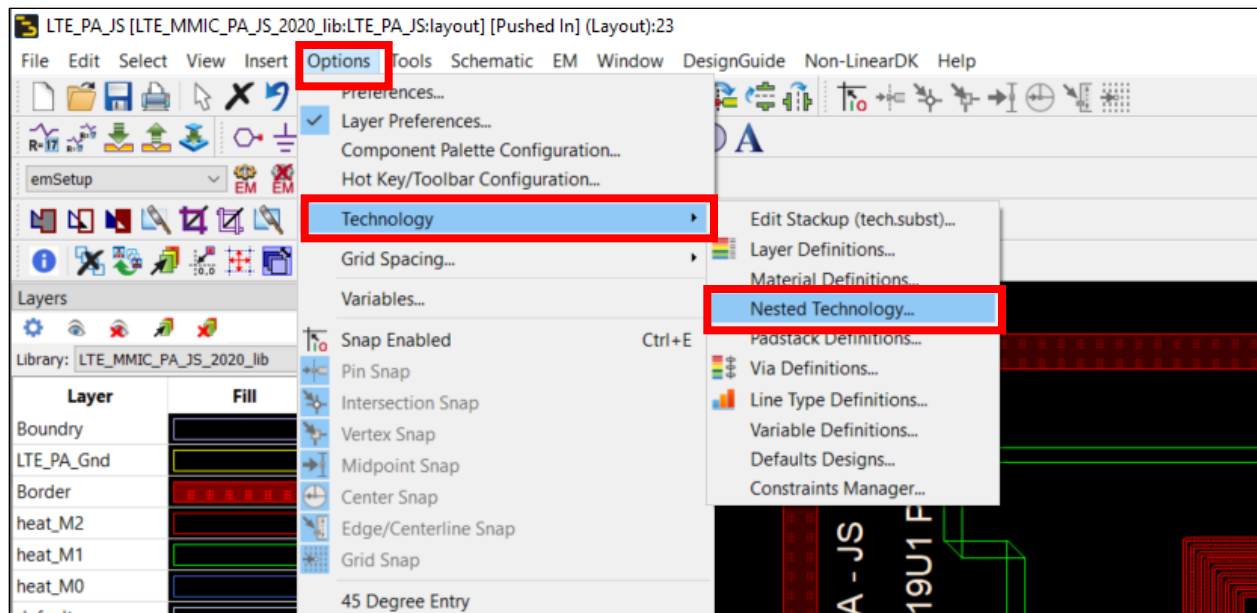 LTE_PA_JS [LTE_MMIC_PA_JS_2020_lib:LTE_PA_JS:layout] [Pushed In] (Layout):23
File Edit Select View Insert Options Tools Schematic EM Window DesignGuide Non-LinearDK Help
Preferences...
Layer Preferences...
Component Palette Configuration...
Hot Key/Toolbar Configuration...
Technology
Grid Spacing...
Variables...
Snap Enabled Ctrl+E
Pin Snap
Intersection Snap
Vertex Snap
Midpoint Snap
Center Snap
Edge/Centerline Snap
Grid Snap
45 Degree Entry
Edit Stackup (tech.subst)...
Layer Definitions...
Material Definitions...
Nested Technology...
Padstack Definitions...
Via Definitions...
Line Type Definitions...
Variable Definitions...
Defaults Designs...
Constraints Manager...
R=17
emSetup
EM EM
Layers
Library: LTE_MMIC_PA_JS_2020_lib
Layer Fill
Boundry
LTE_PA_Gnd
Border
heat_M2
heat_M1
heat_M0
A
A - JS
19U1